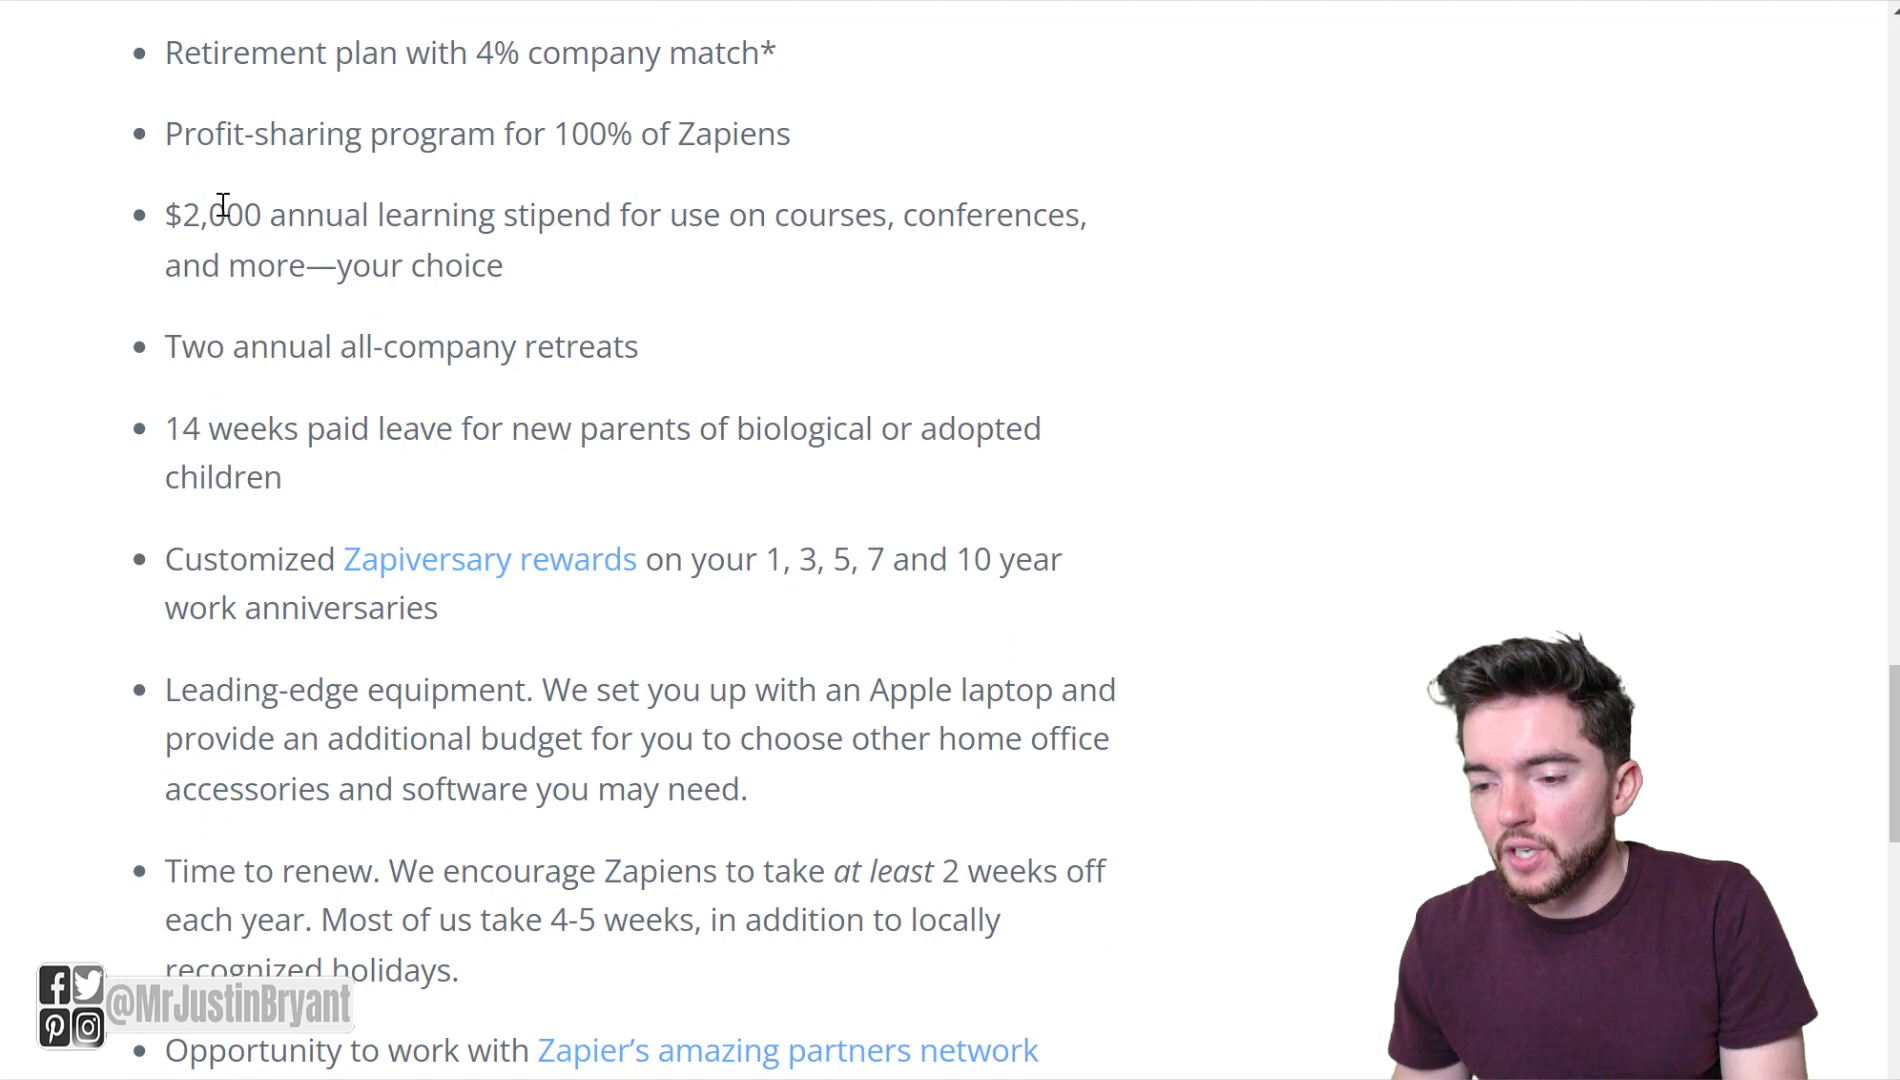 Retirement plan with 4% company match*
Profit-sharing program for 100% of Zapiens
$2,000 annual learning stipend for use on courses, conferences,
and more—your choice
Two annual all-company retreats
14 weeks paid leave for new parents of biological or adopted
children
Customized Zapiversary rewards on your 1, 3, 5, 7 and 10 year
work anniversaries
Leading-edge equipment. We set you up with an Apple laptop and
provide an additional budget for you to choose other home office
accessories and software you may need.
Time to renew. We encourage Zapiens to take at least 2 weeks off
each year. Most of us take 4-5 weeks, in addition to locally
recognized holidays.
@MrJustinBryant
Opportunity to work with Zapier’s amazing partners network